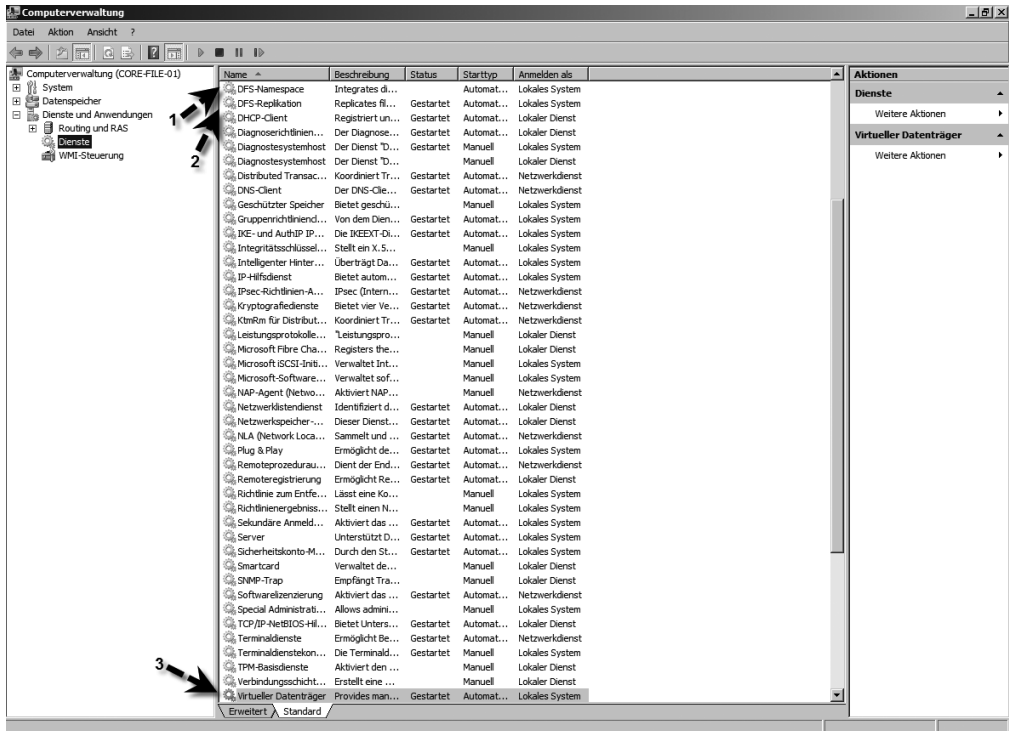 Computerverwaltung
Datei Aktion Ansicht ?
Computerverwaltung (CORE-FILE-01)
System
Datenspeicher
Dienste und Anwendungen
Routing und RAS
Dienste
WMI-Steuerung
1
2
3
Name Beschreibung Status Starttyp Anmelden als
DFS-Namespace Integrates di... Automat... Lokales System
DFS-Replikation Replicates fil... Gestartet Automat... Lokales System
DHCP-Client Registriert un... Gestartet Automat... Lokaler Dienst
Diagnoserichtlinien... Der Diagnose... Gestartet Automat... Lokaler Dienst
Diagnostesystemhost Der Dienst "D... Gestartet Manuell Lokales System
Diagnostesystemhost Der Dienst "D... Manuell Lokaler Dienst
Distributed Transac... Koordiniert Tr... Gestartet Automat... Netzwerkdienst
DNS-Client Der DNS-Clie... Gestartet Automat... Netzwerkdienst
Geschützter Speicher Bietet geschü... Manuell Lokales System
Gruppenrichtliniencl... Von dem Dien... Gestartet Automat... Lokales System
IKE- und AuthIP IP... Die IKEEXT-Di... Gestartet Automat... Lokales System
Integritätsschlüssel... Stellt ein X.5... Manuell Lokales System
Intelligenter Hinter... Überträgt Da... Gestartet Automat... Lokales System
IP-Hilfsdienst Bietet autom... Gestartet Automat... Lokales System
IPsec-Richtlinien-A... IPsec (Intern... Gestartet Automat... Netzwerkdienst
Kryptografiedienste Bietet vier Ve... Gestartet Automat... Netzwerkdienst
KtmRm für Distribut... Koordiniert Tr... Gestartet Automat... Netzwerkdienst
Leistungsprotokolle... "Leistungspro... Manuell Lokaler Dienst
Microsoft Fibre Cha... Registers the... Manuell Lokaler Dienst
Microsoft iSCSI-Initi... Verwaltet Int... Manuell Lokales System
Microsoft-Software... Verwaltet sof... Manuell Lokales System
NAP-Agent (Netwo... Aktiviert NAP... Manuell Netzwerkdienst
Netzwerklistendienst Identifiziert d... Gestartet Automat... Lokaler Dienst
Netzwerkspeicher-... Dieser Dienst... Gestartet Automat... Lokaler Dienst
NLA (Network Loca... Sammelt und ... Gestartet Automat... Netzwerkdienst
Plug & Play Ermöglicht de... Gestartet Automat... Lokales System
Remoteprozedurau... Dient der End... Gestartet Automat... Netzwerkdienst
Remoteregistrierung Ermöglicht Re... Gestartet Automat... Lokaler Dienst
Richtlinie zum Entfe... Lässt eine Ko... Manuell Lokales System
Richtlinienergebniss... Stellt einen N... Manuell Lokales System
Sekundäre Anmeld... Aktiviert das ... Gestartet Automat... Lokales System
Server Unterstützt D... Gestartet Automat... Lokales System
Sicherheitskonto-M... Durch den St... Gestartet Automat... Lokales System
Smartcard Verwaltet de... Manuell Lokaler Dienst
SNMP-Trap Empfängt Tra... Manuell Lokaler Dienst
Softwarelizenzierung Aktiviert das ... Gestartet Automat... Netzwerkdienst
Special Administrati... Allows admini... Manuell Lokales System
TCP/IP-NetBIOS-Hil... Bietet Unters... Gestartet Automat... Lokaler Dienst
Terminaldienste Ermöglicht Be... Gestartet Automat... Netzwerkdienst
Terminaldienstekon... Die Terminald... Gestartet Manuell Lokales System
TPM-Basisdienste Aktiviert den ... Manuell Lokaler Dienst
Verbindungsschicht... Erstellt eine ... Manuell Lokaler Dienst
Virtueller Datenträger Provides man... Gestartet Automat... Lokales System
Erweitert Standard
Aktionen
Dienste
Weitere Aktionen
Virtueller Datenträger
Weitere Aktionen